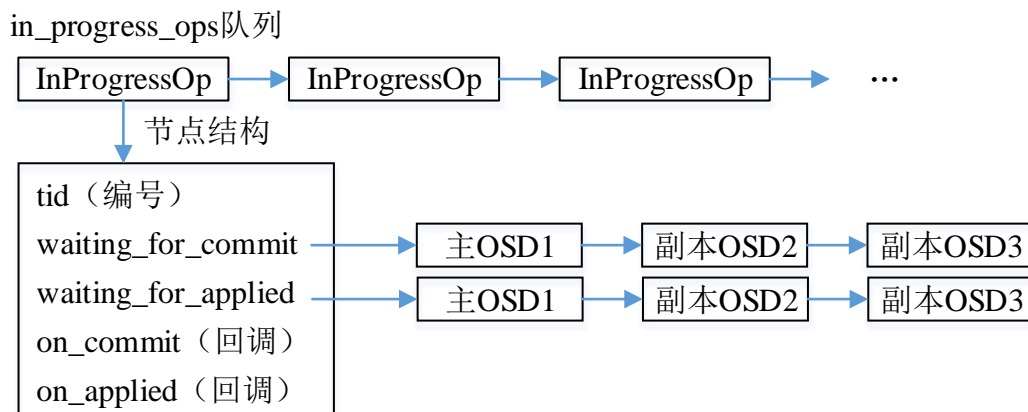 in_progress_ops队列
InProgressOp InProgressOp InProgressOp ...
节点结构
tid（编号）
waiting_for_commit 主OSD1 副本OSD2 副本OSD3
waiting_for_applied 主OSD1 副本OSD2 副本OSD3
on_commit（回调）
on_applied（回调）